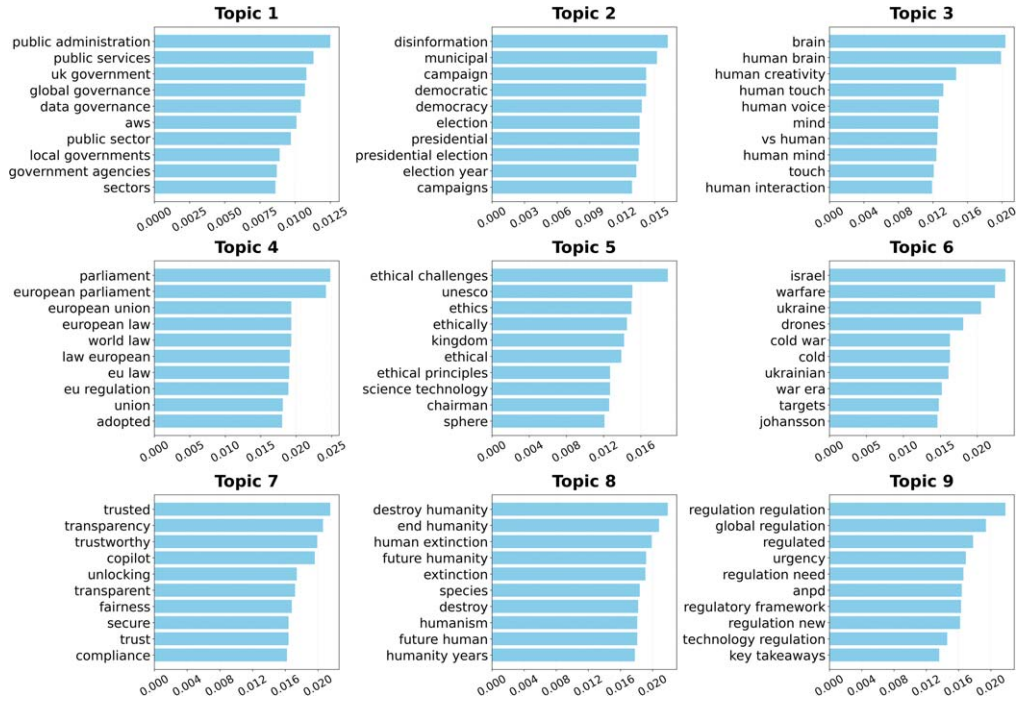 Topic 1
public administration
public services
uk government
global governance
data governance
aws
public sector
local governments
government agencies
sectors
0.0000 0.0025 0.0050 0.0075 0.0100 0.0125
Topic 2
disinformation
municipal
campaign
democratic
democracy
election
presidential
presidential election
election year
campaigns
0.000 0.003 0.006 0.009 0.012 0.015
Topic 3
brain
human brain
human creativity
human touch
human voice
mind
vs human
human mind
touch
human interaction
0.000 0.004 0.008 0.012 0.016 0.020
Topic 4
parliament
european parliament
european union
european law
world law
law european
eu law
eu regulation
union
adopted
0.000 0.005 0.010 0.015 0.020 0.025
Topic 5
ethical challenges
unesco
ethics
ethically
kingdom
ethical
ethical principles
science technology
chairman
sphere
0.000 0.004 0.008 0.012 0.016
Topic 6
israel
warfare
ukraine
drones
cold war
cold
ukrainian
war era
targets
johansson
0.000 0.005 0.010 0.015 0.020
Topic 7
trusted
transparency
trustworthy
copilot
unlocking
transparent
fairness
secure
trust
compliance
0.000 0.004 0.008 0.012 0.016 0.020
Topic 8
destroy humanity
end humanity
human extinction
future humanity
extinction
species
destroy
humanism
future human
humanity years
0.000 0.004 0.008 0.012 0.016 0.020
Topic 9
regulation regulation
global regulation
regulated
urgency
regulation need
anpd
regulatory framework
regulation new
technology regulation
key takeaways
0.000 0.004 0.008 0.012 0.016 0.020